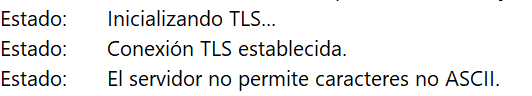 Estado: Inicializando TLS...
Estado: Conexión TLS establecida.
Estado: El servidor no permite caracteres no ASCII.